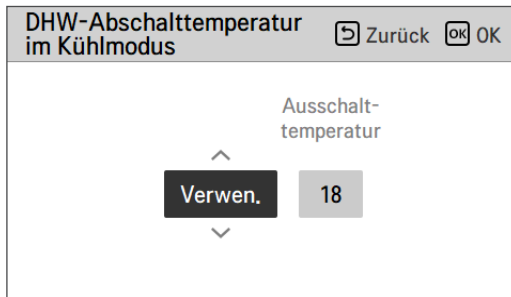 DHW-Abschalttemperatur
im Kühlmodus
Zurück
OK OK
Ausschalt-
temperatur
Verwen.
18